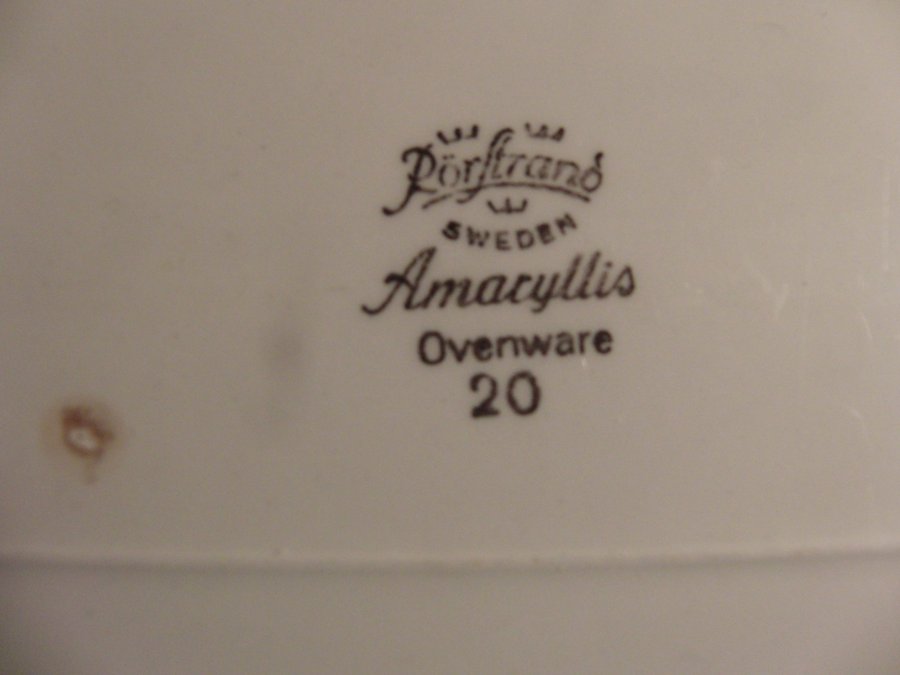 Rörstrand
SWEDEN
Amaryllis
Ovenware
20